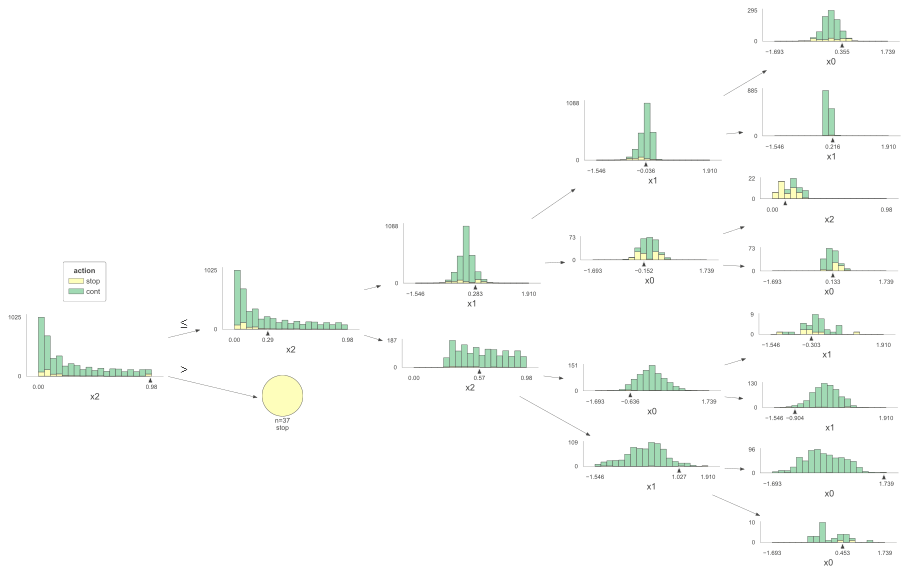 295
0
−1.693 0.355 1.739
x0
885
0
−1.546 0.216 1.910
x1
1088
0
−1.546 −0.036 1.910
x1
22
0
0.00 0.98
x2
1088
0
−1.546 0.283 1.910
x1
73
0
−1.693 −0.152 1.739
x0
73
0
−1.693 0.133 1.739
x0
action
stop
cont
1025
0
0.00 0.29 0.98
x2
≤
>
1025
0
0.00 0.98
x2
n=37
stop
187
0
0.00 0.57 0.98
x2
9
0
−1.546 −0.303 1.910
x1
151
0
−1.693 −0.636 1.739
x0
130
0
−1.546 −0.904 1.910
x1
109
0
−1.546 1.027 1.910
x1
96
0
−1.693 1.739
x0
10
0
−1.693 0.453 1.739
x0